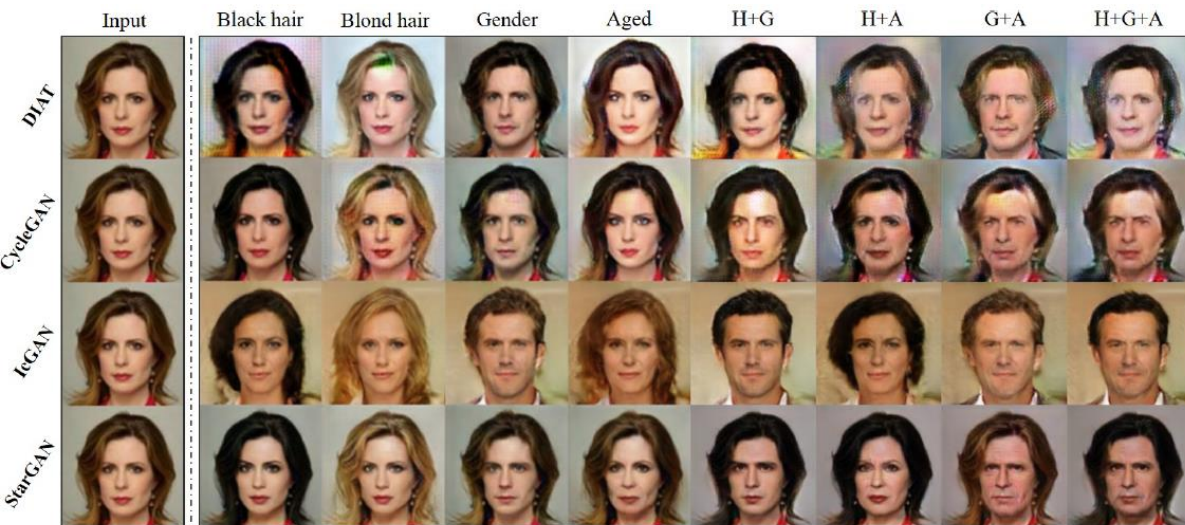 Input Black hair Blond hair Gender Aged H+G H+A G+A H+G+A
DIAT
CycleGAN
IcGAN
StarGAN